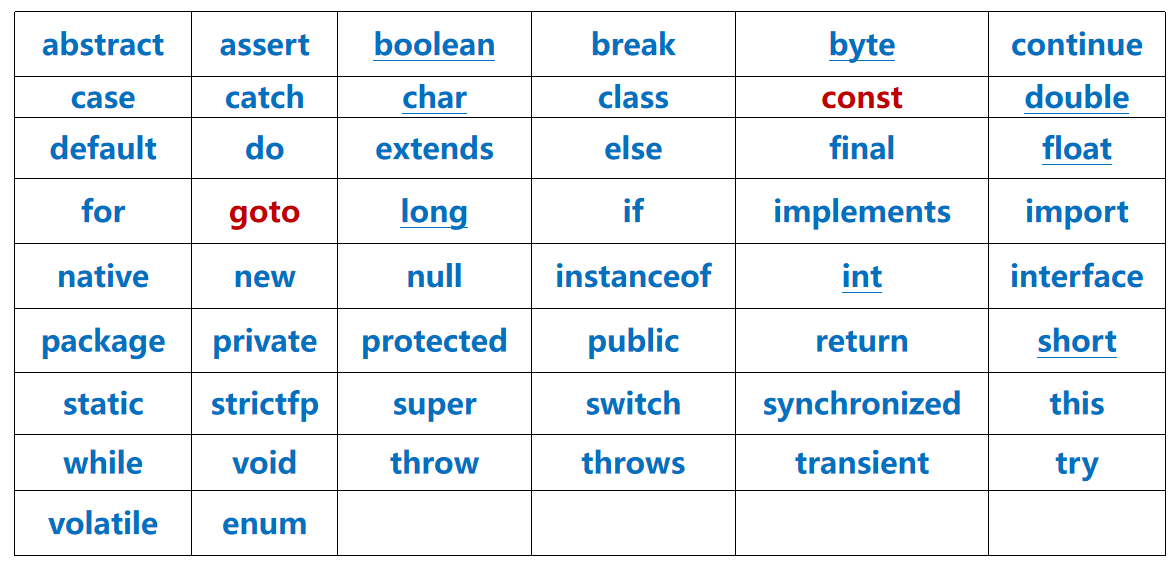 abstract assert boolean break byte continue
case catch char class const double
default do extends else final float
for goto long if implements import
native new null instanceof int interface
package private protected public return short
static strictfp super switch synchronized this
while void throw throws transient try
volatile enum